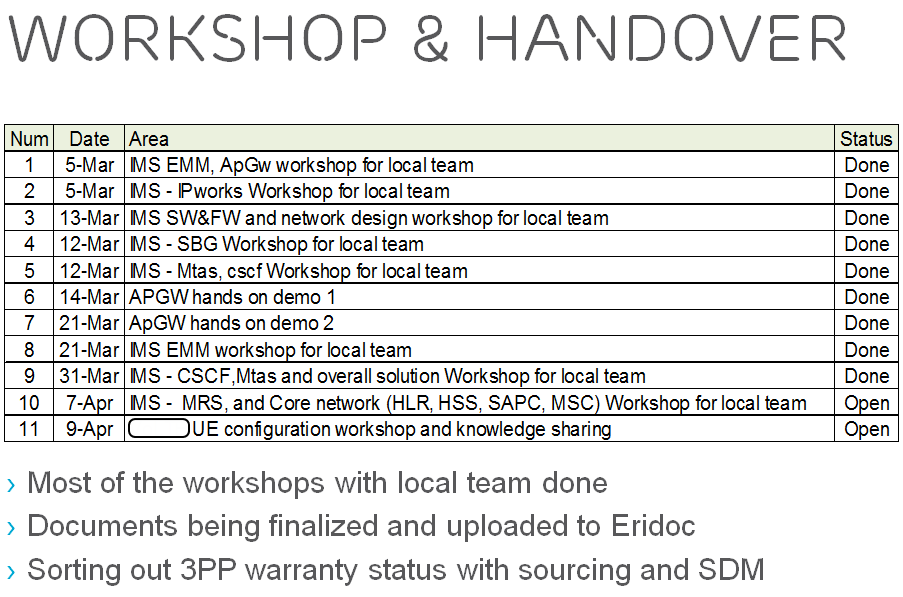 WORKSHOP & HANDOVER
Num Date Area Status
1 5-Mar IMS EMM, ApGw workshop for local team Done
2 5-Mar IMS - IPworks Workshop for local team Done
3 13-Mar IMS SW&FW and network design workshop for local team Done
4 12-Mar IMS - SBG Workshop for local team Done
5 12-Mar IMS - Mtas, cscf Workshop for local team Done
6 14-Mar APGW hands on demo 1 Done
7 21-Mar ApGW hands on demo 2 Done
8 21-Mar IMS EMM workshop for local team Done
9 31-Mar IMS - CSCF,Mtas and overall solution Workshop for local team Done
10 7-Apr IMS - MRS, and Core network (HLR, HSS, SAPC, MSC) Workshop for local team Open
11 9-Apr UE configuration workshop and knowledge sharing Open
› Most of the workshops with local team done
› Documents being finalized and uploaded to Eridoc
› Sorting out 3PP warranty status with sourcing and SDM